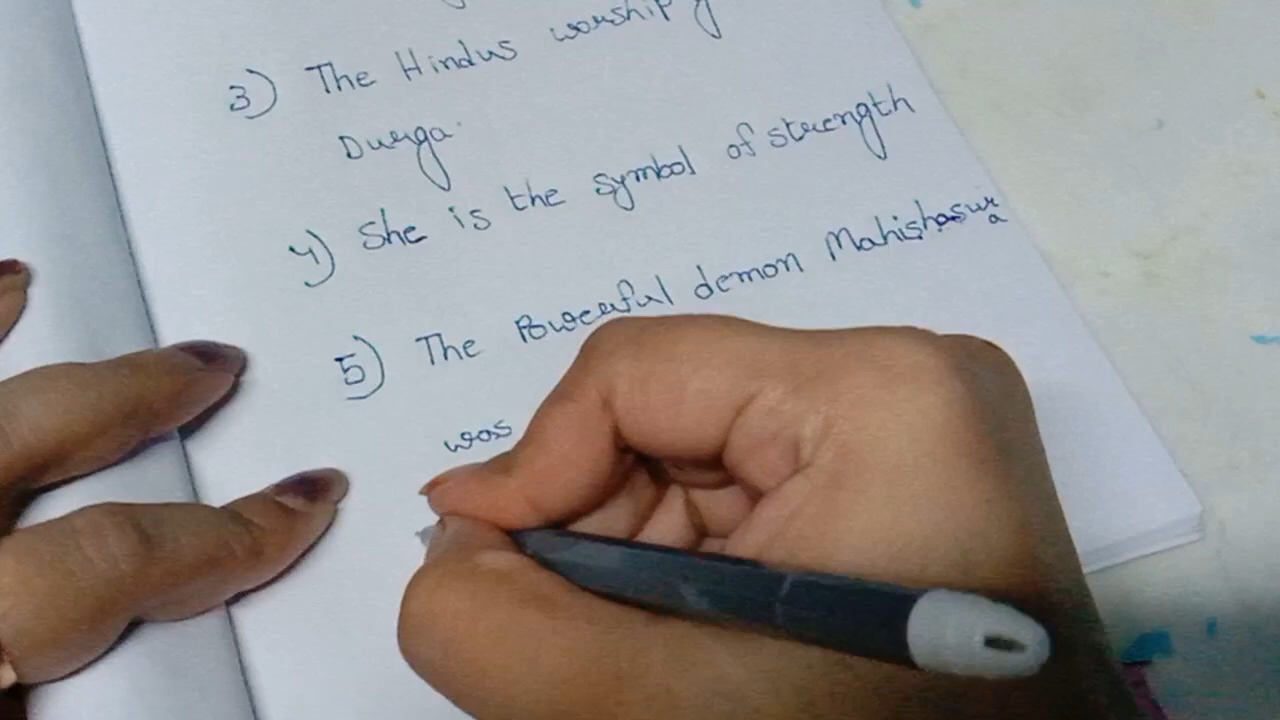 3) The Hindus worship
Durga.
4) She is the symbol of strength
5) The Powerful demon Mahishasura
was